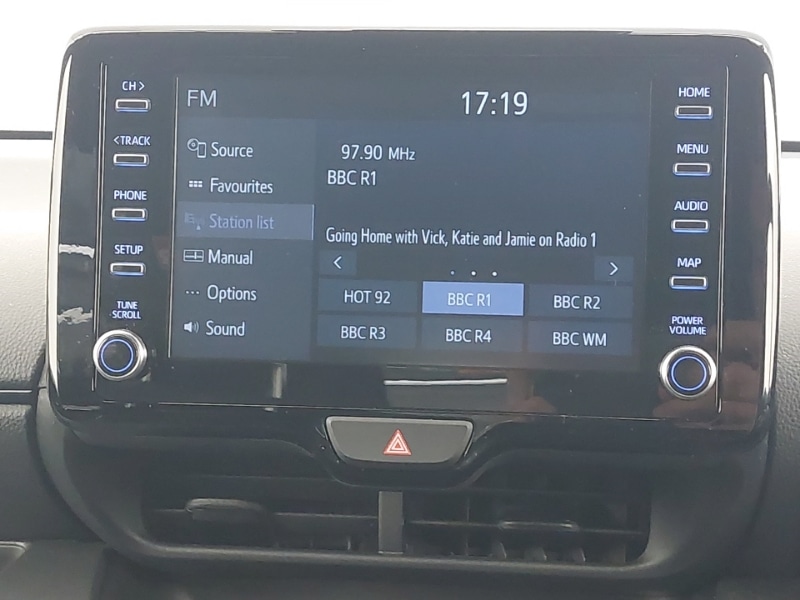 CH >
< TRACK
PHONE
SETUP
TUNE
SCROLL
FM
17:19
Source
Favourites
Station list
Manual
Options
Sound
97.90 MHz
BBC R1
Going Home with Vick, Katie and Jamie on Radio 1
< . . . >
HOT 92 BBC R1 BBC R2
BBC R3 BBC R4 BBC WM
HOME
MENU
AUDIO
MAP
POWER
VOLUME